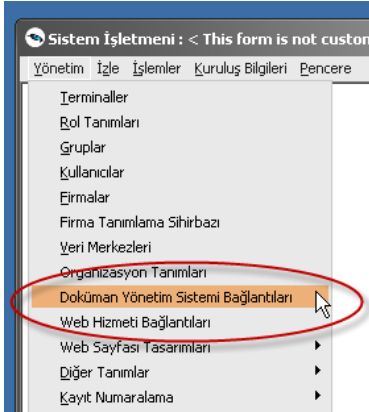 Sistem İşletmeni : < This form is not custon
Yönetim İzle İşlemler Kuruluş Bilgileri Pencere
Terminaller
Rol Tanımları
Gruplar
Kullanıcılar
Firmalar
Firma Tanımlama Sihirbazı
Veri Merkezleri
Organizasyon Tanımları
Doküman Yönetim Sistemi Bağlantıları
Web Hizmeti Bağlantıları
Web Sayfası Tasarımları
Diğer Tanımlar
Kayıt Numaralama